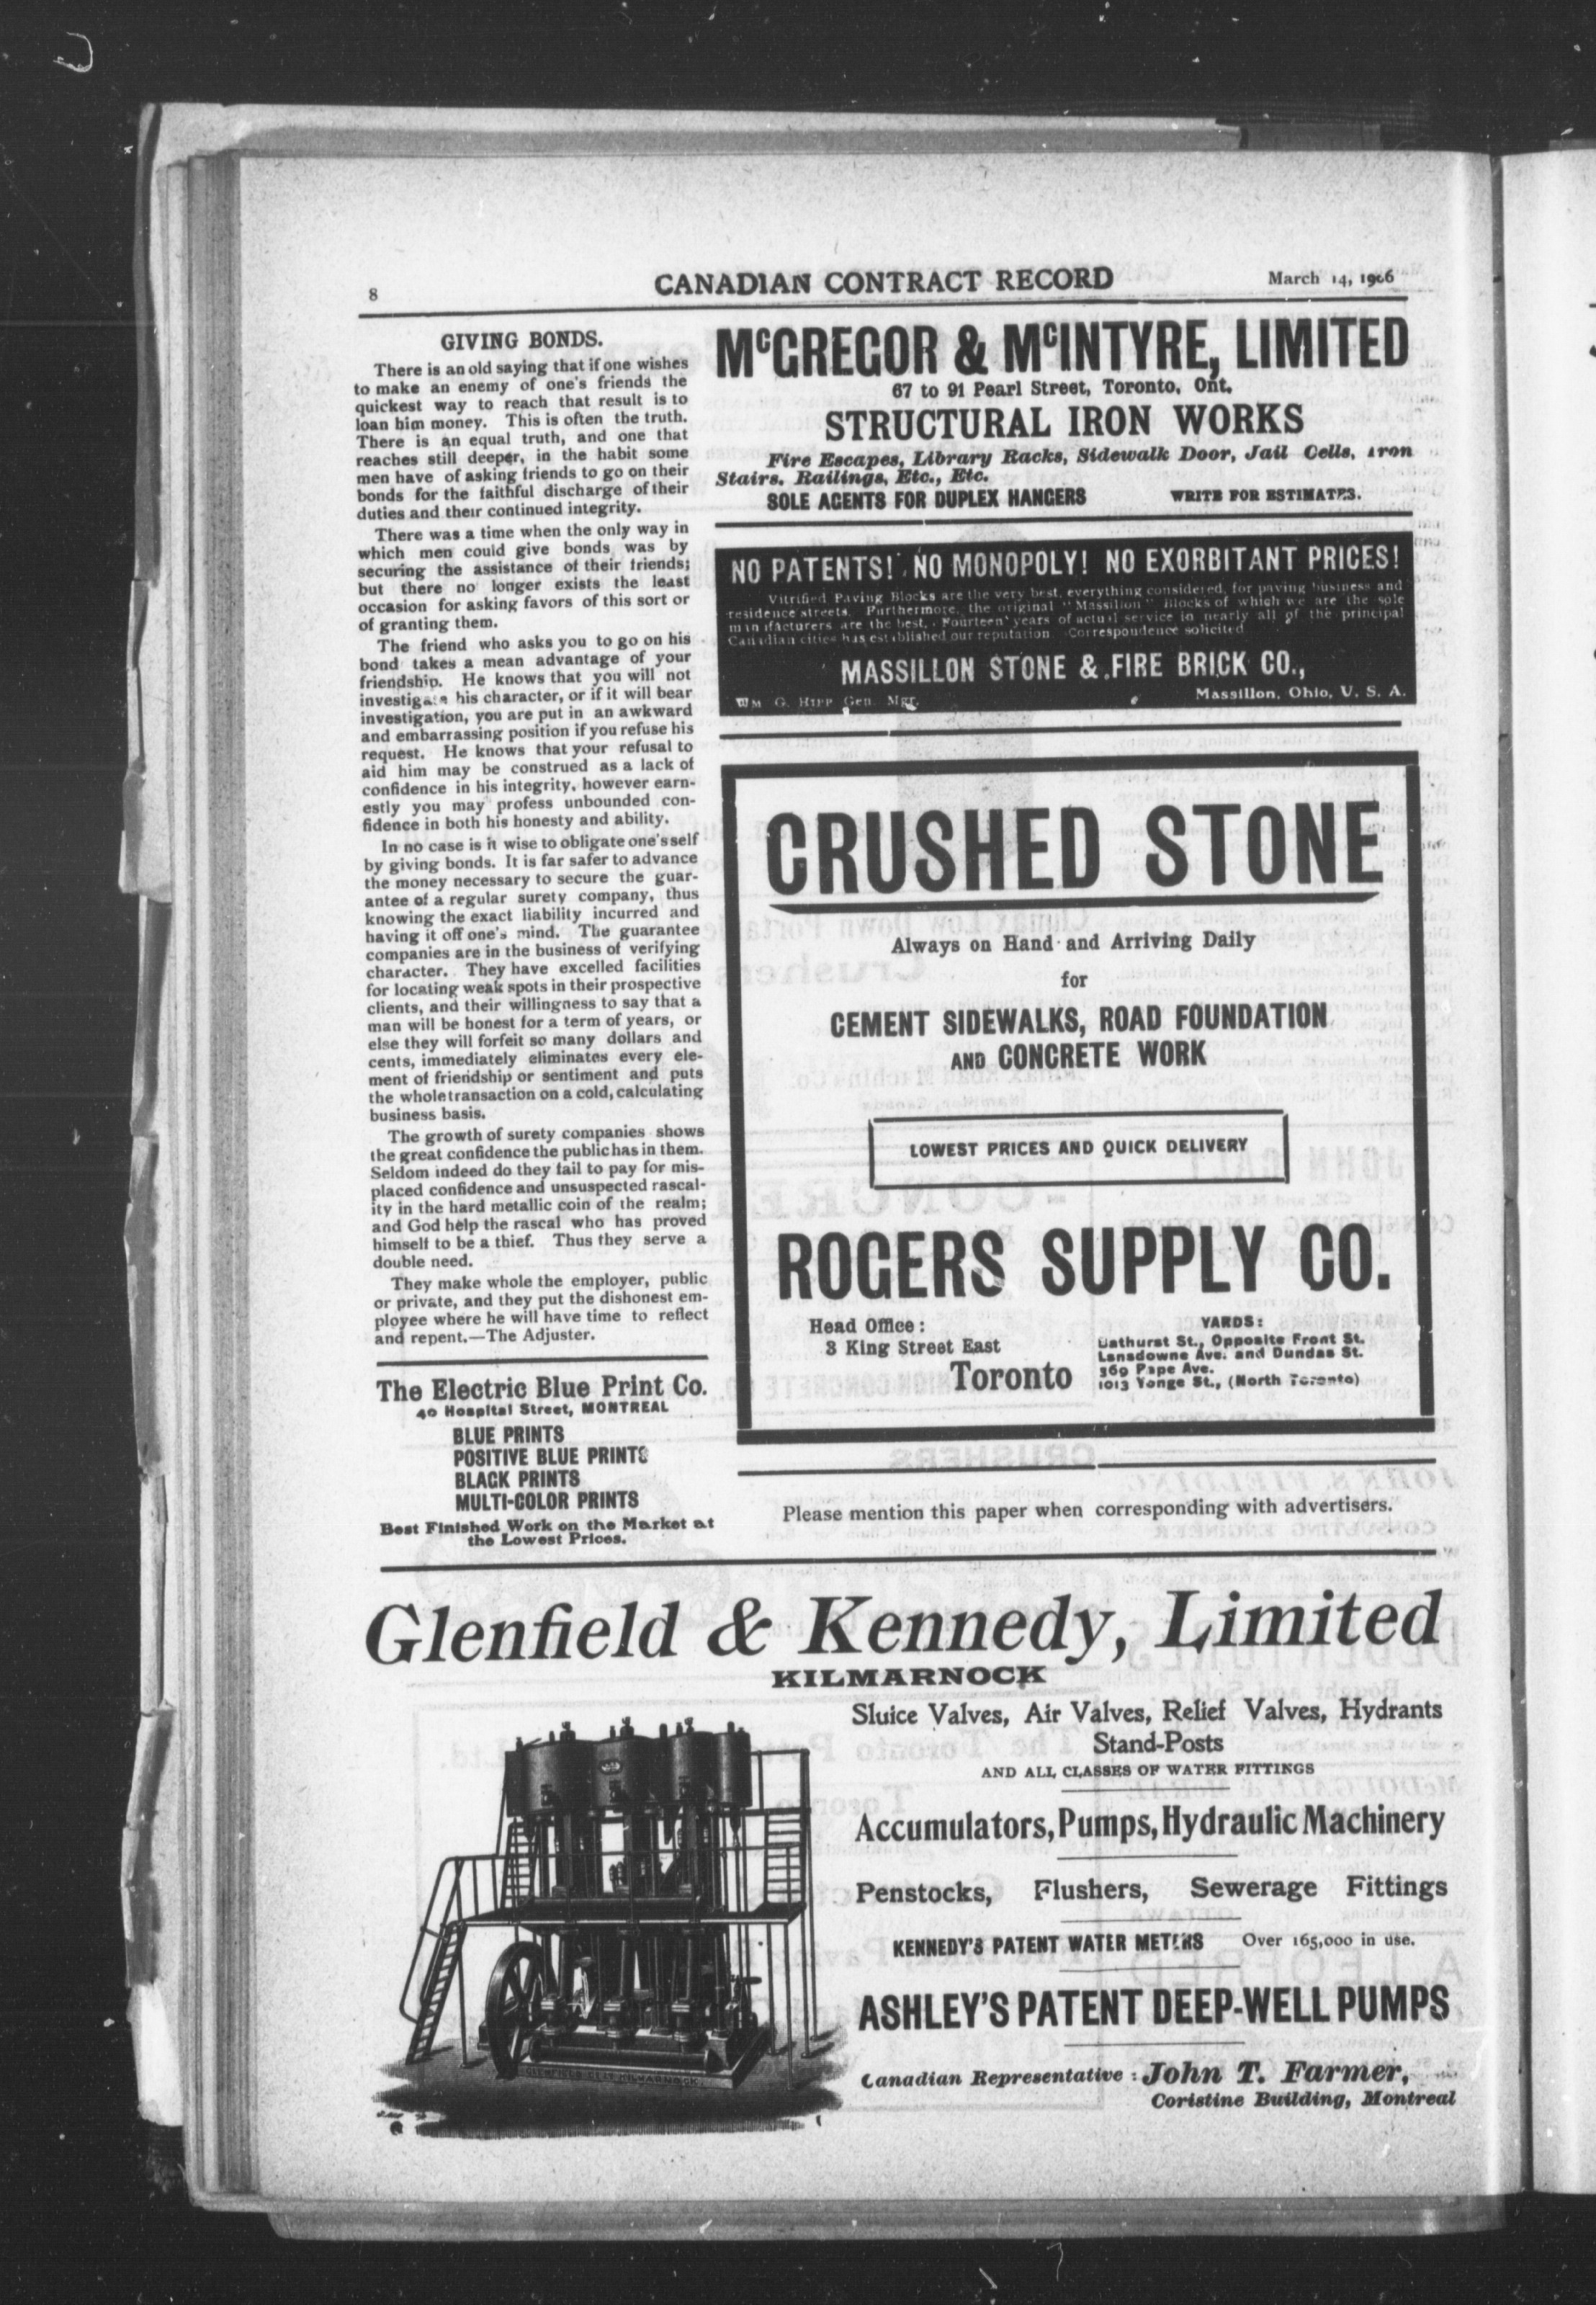 8
CANADIAN CONTRACT RECORD
March 14, 1906
GIVING BONDS.
There is an old saying that if one wishes
to make an enemy of one's friends the
quickest way to reach that result is to
loan him money. This is often the truth.
There is an equal truth, and one that
reaches still deeper, in the habit some
men have of asking friends to go on their
bonds for the faithful discharge of their
duties and their continued integrity.
There was a time when the only way in
which men could give bonds was by
securing the assistance of their friends;
but there no longer exists the least
occasion for asking favors of this sort or
of granting them.
The friend who asks you to go on his
bond takes a mean advantage of your
friendship. He knows that you will not
investigate his character, or if it will bear
investigation, you are put in an awkward
and embarrassing position if you refuse his
request. He knows that your refusal to
aid him may be construed as a lack of
confidence in his integrity, however earn-
estly you may profess unbounded con-
fidence in both his honesty and ability.
In no case is it wise to obligate one's self
by giving bonds. It is far safer to advance
the money necessary to secure the guar-
antee of a regular surety company, thus
knowing the exact liability incurred and
having it off one's mind. The guarantee
companies are in the business of verifying
character. They have excelled facilities
for locating weak spots in their prospective
clients, and their willingness to say that a
man will be honest for a term of years, or
else they will forfeit so many dollars and
cents, immediately eliminates every ele-
ment of friendship or sentiment and puts
the whole transaction on a cold, calculating
business basis.
The growth of surety companies shows
the great confidence the public has in them.
Seldom indeed do they fail to pay for mis-
placed confidence and unsuspected rascal-
ity in the hard metallic coin of the realm;
and God help the rascal who has proved
himself to be a thief. Thus they serve a
double need.
They make whole the employer, public
or private, and they put the dishonest em-
ployee where he will have time to reflect
and repent.—The Adjuster.
The Electric Blue Print Co.
40 Hospital Street, MONTREAL
BLUE PRINTS
POSITIVE BLUE PRINTS
BLACK PRINTS
MULTI-COLOR PRINTS
Best Finished Work on the Market at
the Lowest Prices.
McGREGOR & McINTYRE, LIMITED
67 to 91 Pearl Street, Toronto, Ont.
STRUCTURAL IRON WORKS
Fire Escapes, Library Racks, Sidewalk Door, Jail Cells, Iron
Stairs, Railings, Etc., Etc.
SOLE AGENTS FOR DUPLEX HANGERS WRITE FOR ESTIMATES.
NO PATENTS! NO MONOPOLY! NO EXORBITANT PRICES!
Vitrified Paving Blocks are the very best, everything considered, for paving business and
residence streets. Furthermore, the original "Massillon" Blocks of which we are the sole
manufacturers are the best. Fourteen years of actual service in nearly all of the principal
Canadian cities has established our reputation. Correspondence solicited
MASSILLON STONE & FIRE BRICK CO.,
WM G. HIPP Gen. Mgr. Massillon, Ohio, U. S. A.
CRUSHED STONE
Always on Hand and Arriving Daily
for
CEMENT SIDEWALKS, ROAD FOUNDATION
AND CONCRETE WORK
LOWEST PRICES AND QUICK DELIVERY
ROGERS SUPPLY CO.
Head Office:
3 King Street East
Toronto
YARDS:
Bathurst St., Opposite Front St.
Lansdowne Ave. and Dundas St.
369 Pape Ave.
1013 Yonge St., (North Toronto)
Please mention this paper when corresponding with advertisers.
Glenfield & Kennedy, Limited
KILMARNOCK
Sluice Valves, Air Valves, Relief Valves, Hydrants
Stand-Posts
AND ALL CLASSES OF WATER FITTINGS
Accumulators, Pumps, Hydraulic Machinery
Penstocks, Flushers, Sewerage Fittings
KENNEDY'S PATENT WATER METERS Over 165,000 in use.
ASHLEY'S PATENT DEEP-WELL PUMPS
Canadian Representative: John T. Farmer,
Coristine Building, Montreal